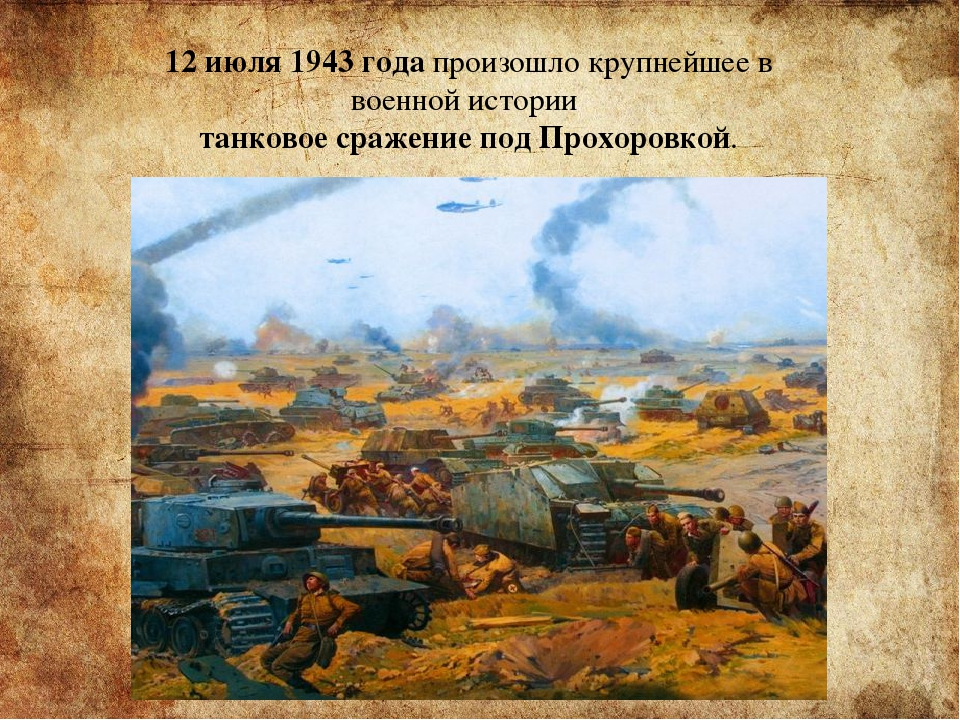 12 июля 1943 года произошло крупнейшее в
военной истории
танковое сражение под Прохоровкой.